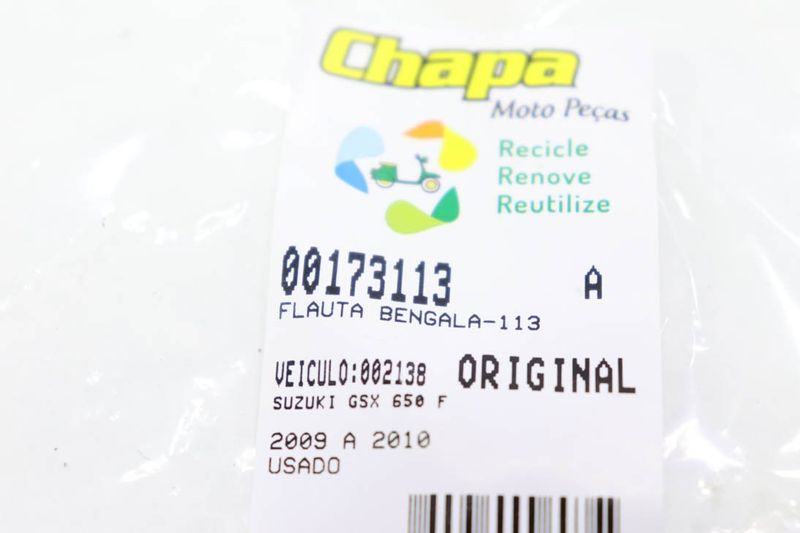 Chapa
Moto Peças
Recicle
Renove
Reutilize
00173113 A
FLAUTA BENGALA-113
VEICULO:002138 ORIGINAL
SUZUKI GSX 650 F
2009 A 2010
USADO